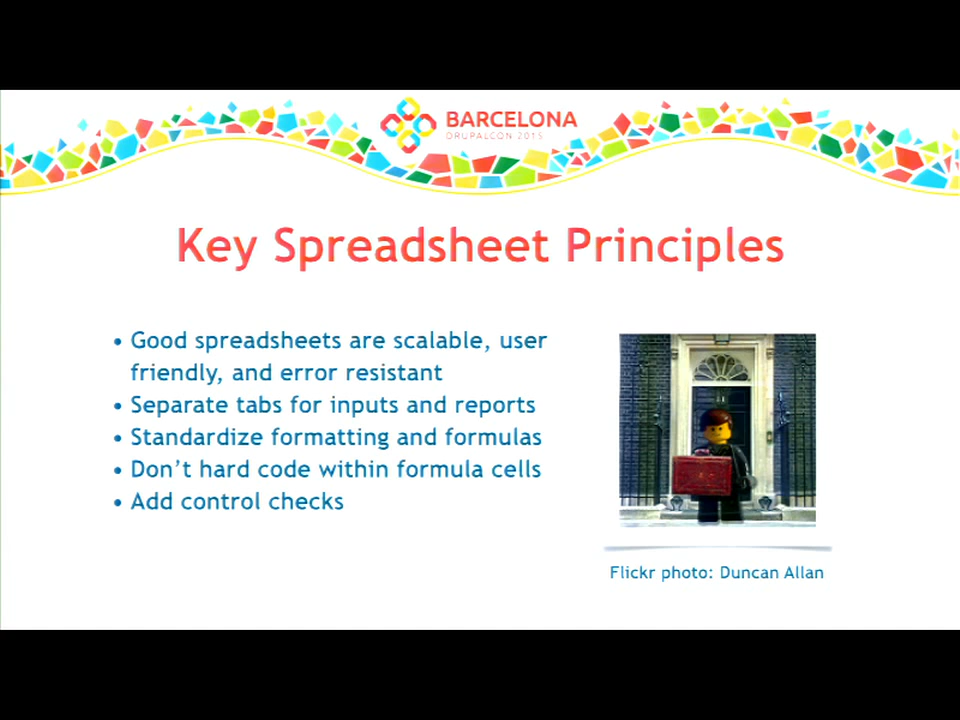 BARCELONA
DRUPALCON 2015
Key Spreadsheet Principles
• Good spreadsheets are scalable, user
friendly, and error resistant
• Separate tabs for inputs and reports
• Standardize formatting and formulas
• Don’t hard code within formula cells
• Add control checks
Flickr photo: Duncan Allan